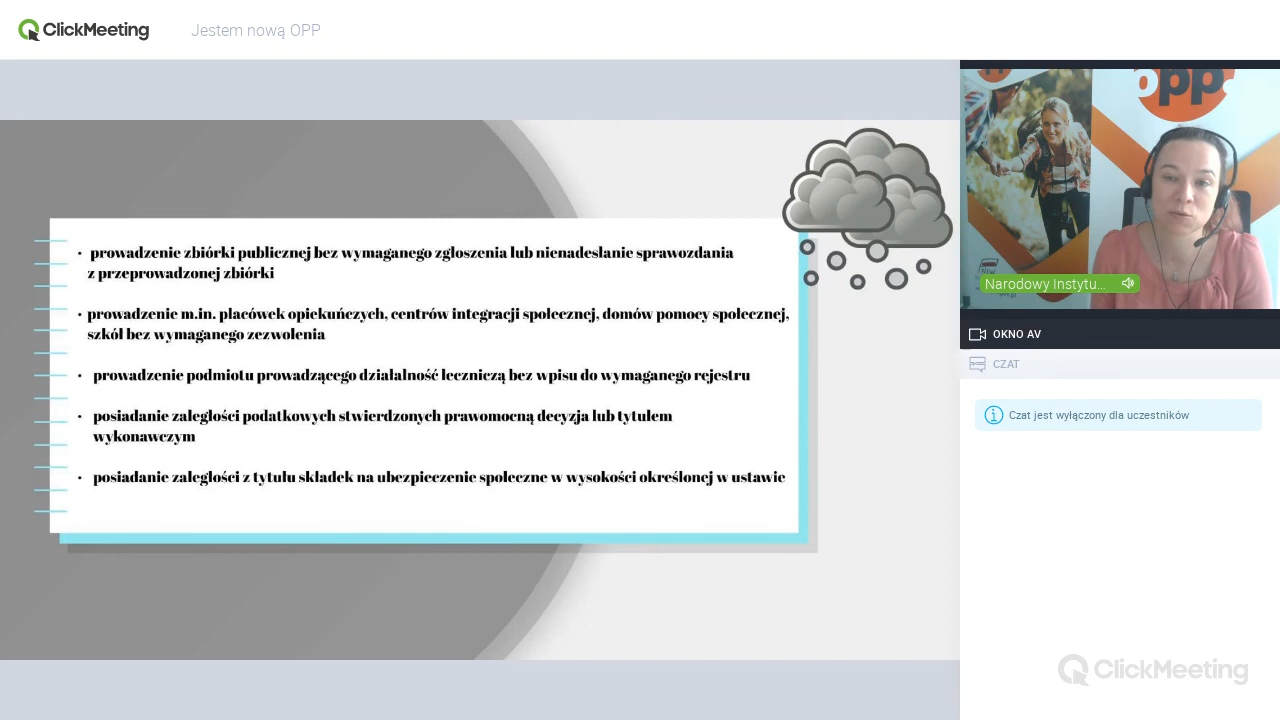 ClickMeeting
Jestem nową OPP
prowadzenie zbiórki publicznej bez wymaganego zgłoszenia lub nienadesłanie sprawozdania
z przeprowadzonej zbiórki
prowadzenie m.in. placówek opiekuńczych, centrów integracji społecznej, domów pomocy społecznej,
szkół bez wymaganego zezwolenia
prowadzenie podmiotu prowadzącego działalność leczniczą bez wpisu do wymaganego rejestru
posiadanie zaległości podatkowych stwierdzonych prawomocną decyzja lub tytułem
wykonawczym
posiadanie zaległości z tytułu składek na ubezpieczenie społeczne w wysokości określonej w ustawie
opp.
Narodowy Instytu...
OKNO AV
CZAT
Czat jest wyłączony dla uczestników
ClickMeeting